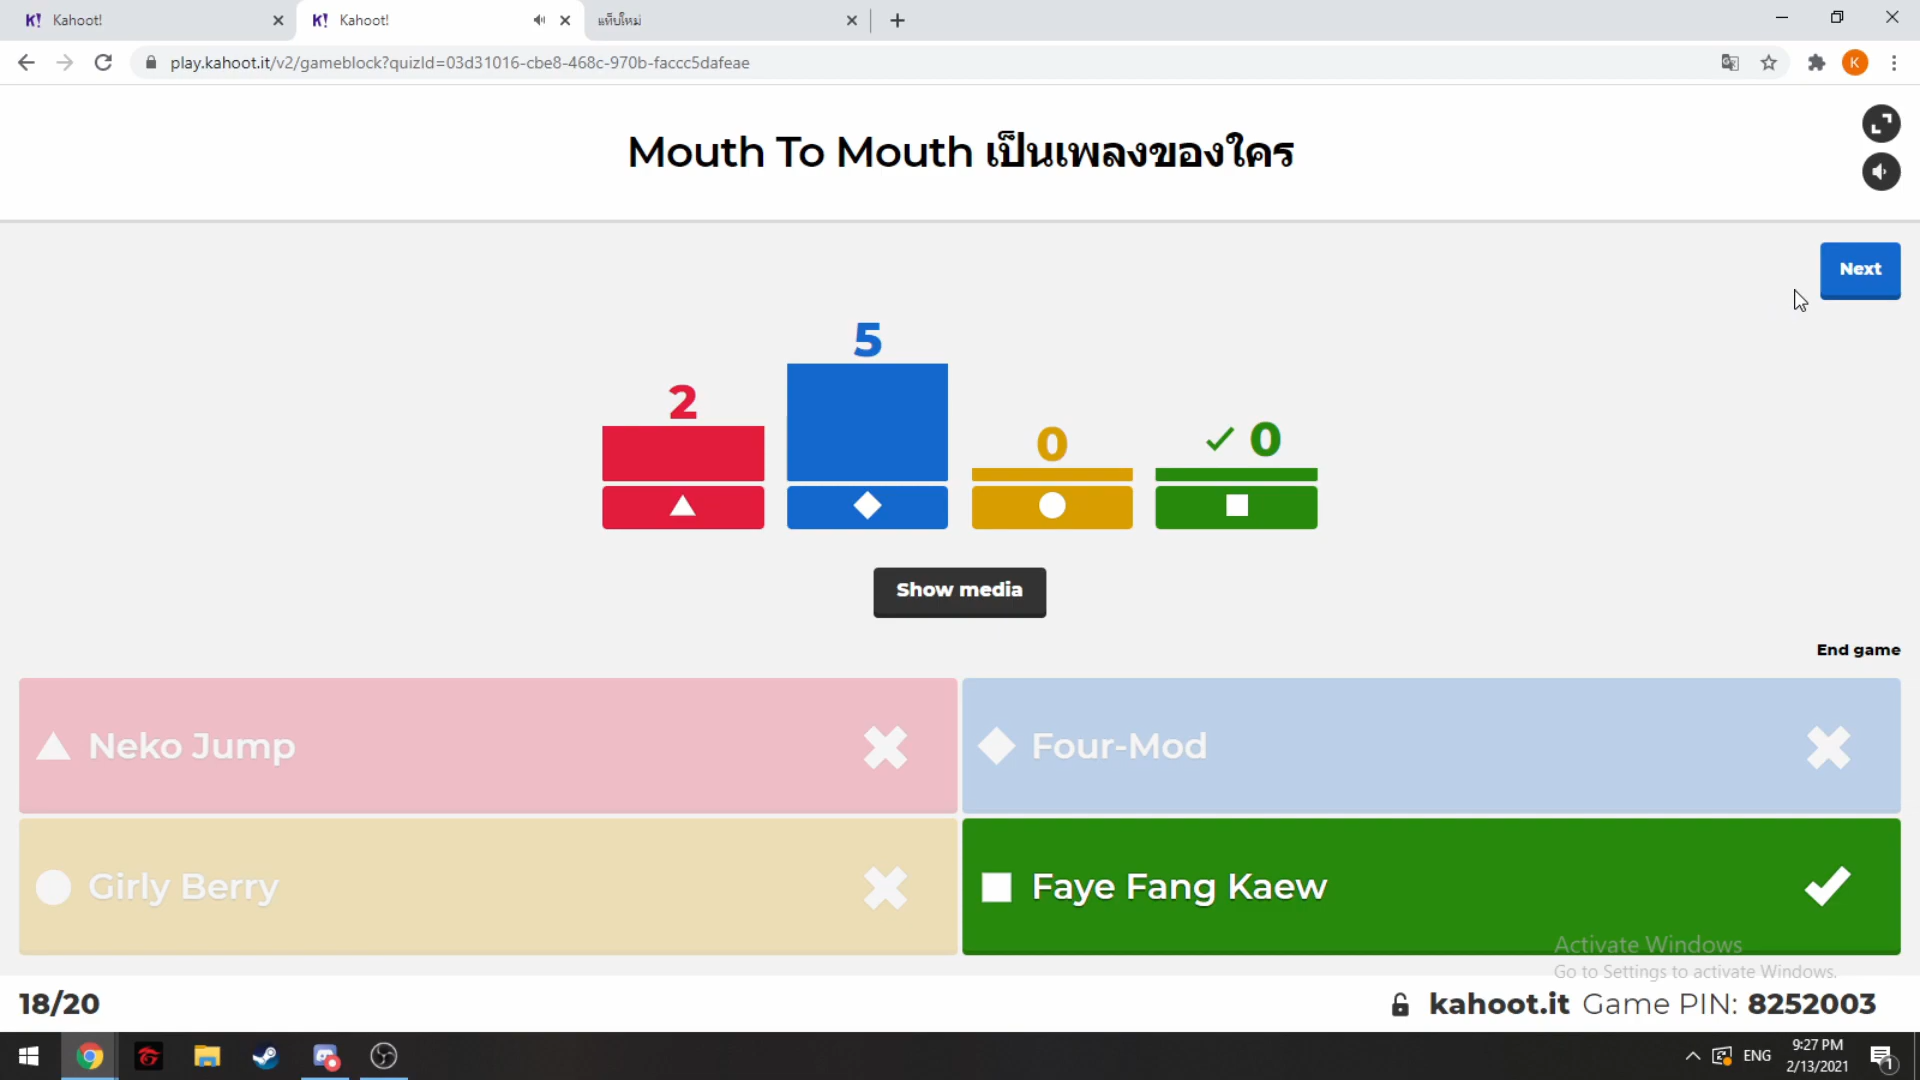 K! Kahoot!
K! Kahoot!
แท็บใหม่
play.kahoot.it/v2/gameblock?quizId=03d31016-cbe8-468c-970b-faccc5dafeae
K
Mouth To Mouth เป็นเพลงของใคร
Next
2
5
0
0
Show media
End game
Neko Jump
Four-Mod
Girly Berry
Faye Fang Kaew
Activate Windows
Go to Settings to activate Windows.
18/20
kahoot.it Game PIN: 8252003
ENG
9:27 PM
2/13/2021
1